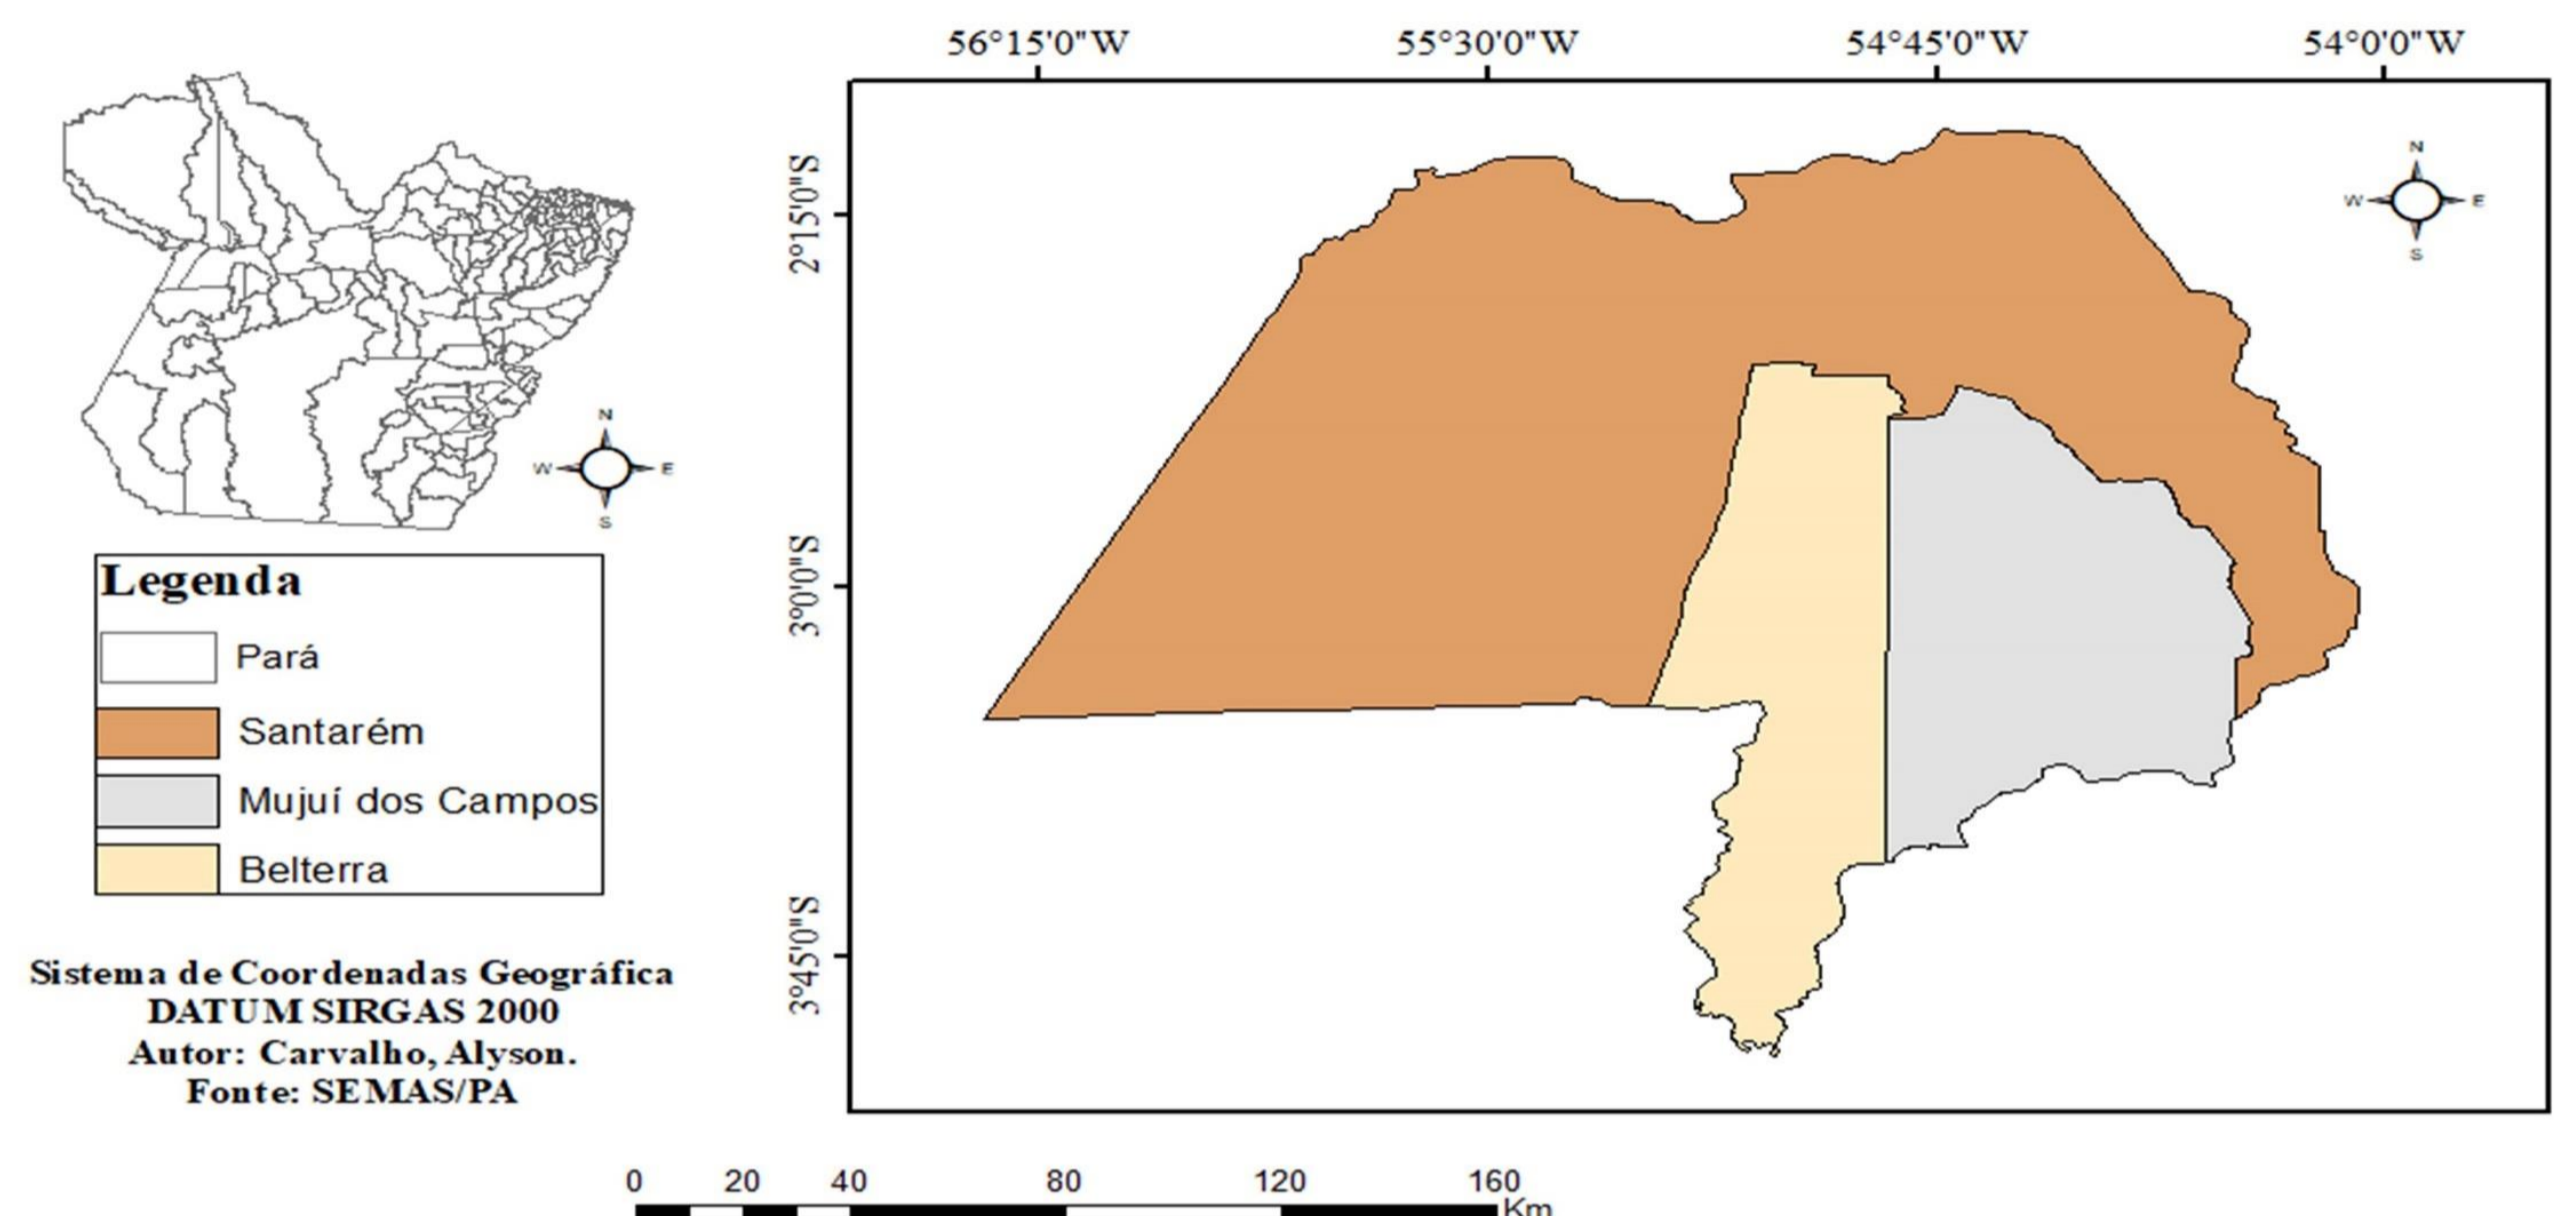 56°15'0"W 55°30'0"W 54°45'0"W 54°0'0"W
2°15'0"S
3°0'0"S
3°45'0"S
N
W E
S
N
W E
S
Legenda
Pará
Santarém
Mujuí dos Campos
Belterra
Sistema de Coordenadas Geográfica
DATUM SIRGAS 2000
Autor: Carvalho, Alyson.
Fonte: SEMAS/PA
0 20 40 80 120 160
Km